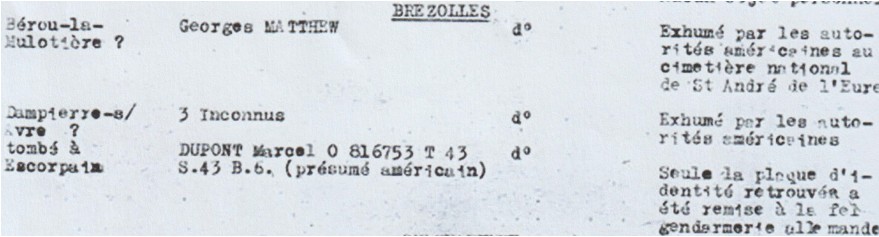 BREZOLLES
Bérou-la-
Mulotière ?
Georges MATTHEW
d°
Exhumé par les auto-
rités américaines au
cimetière national
de St André de l'Eure
Dampierre-s/
Avre ?
3 Inconnus
d°
Exhumé par les auto-
rités américaines
tombé à
Escorpain
DUPONT Marcel O 816753 T 43
S.43 B.6. (présumé américain)
d°
Seule la plaque d'i-
dentité retrouvée a
été remise à la fel
gendarmerie allemande